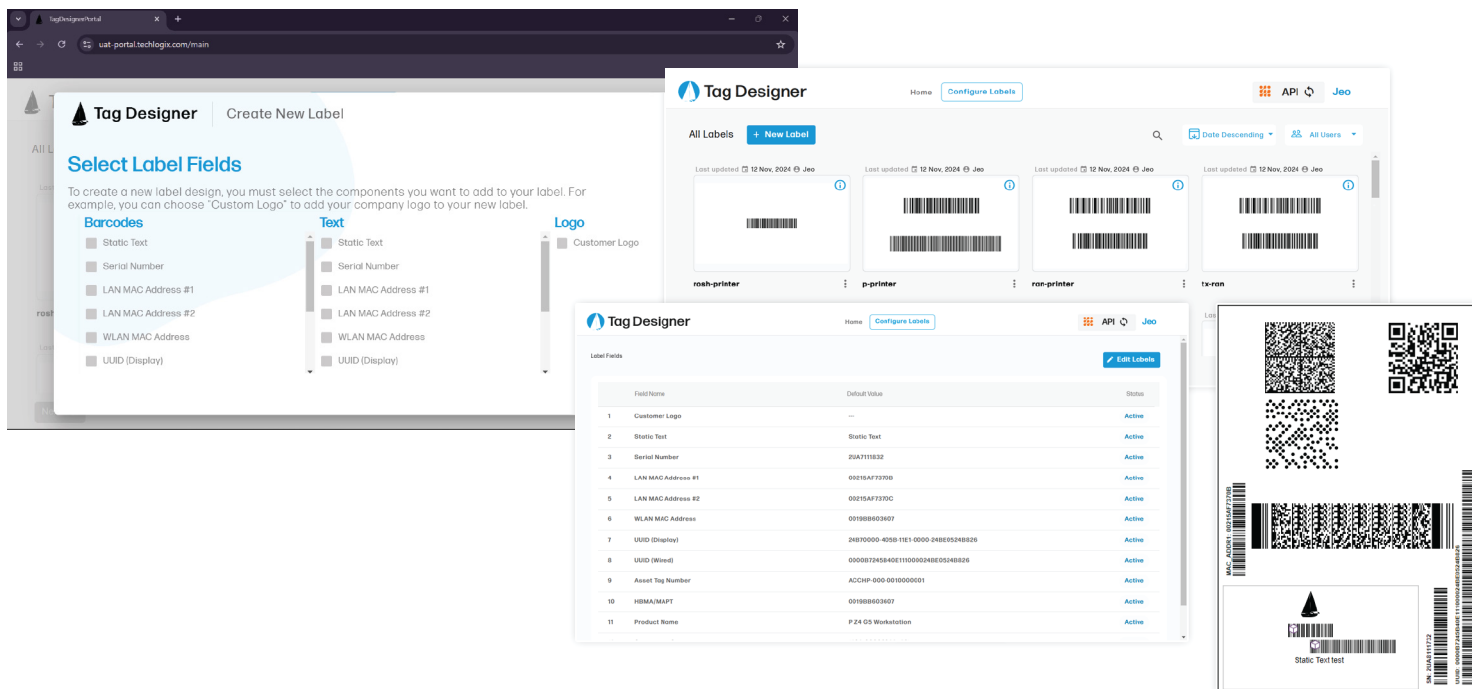 TagDesignerPortal
uat-portal.techlogix.com/main
Tag Designer
Create New Label
Select Label Fields
To create a new label design, you must select the components you want to add to your label. For
example, you can choose "Custom Logo" to add your company logo to your new label.
Barcodes
Text
Logo
Static Text
Static Text
Customer Logo
Serial Number
Serial Number
LAN MAC Address #1
LAN MAC Address #1
LAN MAC Address #2
LAN MAC Address #2
WLAN MAC Address
WLAN MAC Address
UUID (Display)
UUID (Display)
Tag Designer
Home
Configure Labels
API
Jeo
All Labels
+ New Label
Date Descending
All Users
Last updated 12 Nov, 2024 Jeo
Last updated 12 Nov, 2024 Jeo
Last updated 12 Nov, 2024 Jeo
Last updated 12 Nov, 2024 Jeo
rosh-printer
p-printer
ran-printer
tx-ran
Tag Designer
Home
Configure Labels
API
Jeo
Label Fields
Edit Labels
Field Name Default Value Status
1 Customer Logo — Active
2 Static Text Static Text Active
3 Serial Number 2UA7111832 Active
4 LAN MAC Address #1 00215AF7370B Active
5 LAN MAC Address #2 00215AF7370C Active
6 WLAN MAC Address 0019BB603607 Active
7 UUID (Display) 24B70000-405B-11E1-0000-24BE0524B826 Active
8 UUID (Wired) 0000B7245B40E111000024BE0524B826 Active
9 Asset Tag Number ACCHP-000-0010000001 Active
10 HBMA/MAPT 0019BB603607 Active
11 Product Name P Z4 G5 Workstation Active
MAC_ADDR1: 00215AF7370B
SN: 2UA8111732
UUID: 0000B7245B40E111000024BE0524B826
Static Text test